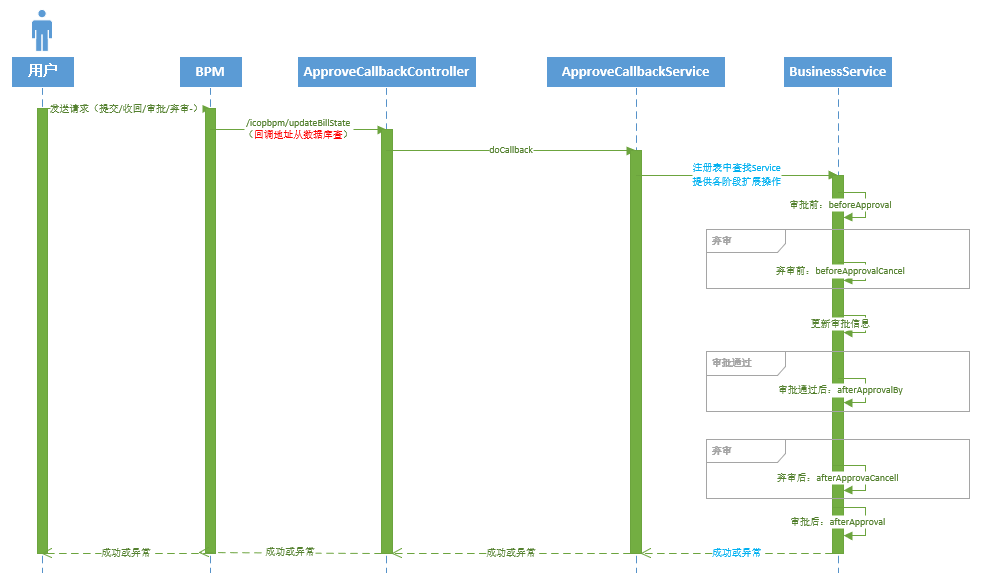 用户
BPM
ApproveCallbackController
ApproveCallbackService
BusinessService
发送请求（提交/收回/审批/弃审-）
/icopbpm/updateBillState
（回调地址从数据库查）
doCallback
注册表中查找Service
提供各阶段扩展操作
审批前：beforeApproval
弃审
弃审前：beforeApprovalCancel
更新审批信息
审批通过
审批通过后：afterApprovalBy
弃审
弃审后：afterApprovaCancell
审批后：afterApproval
成功或异常
成功或异常
成功或异常
成功或异常